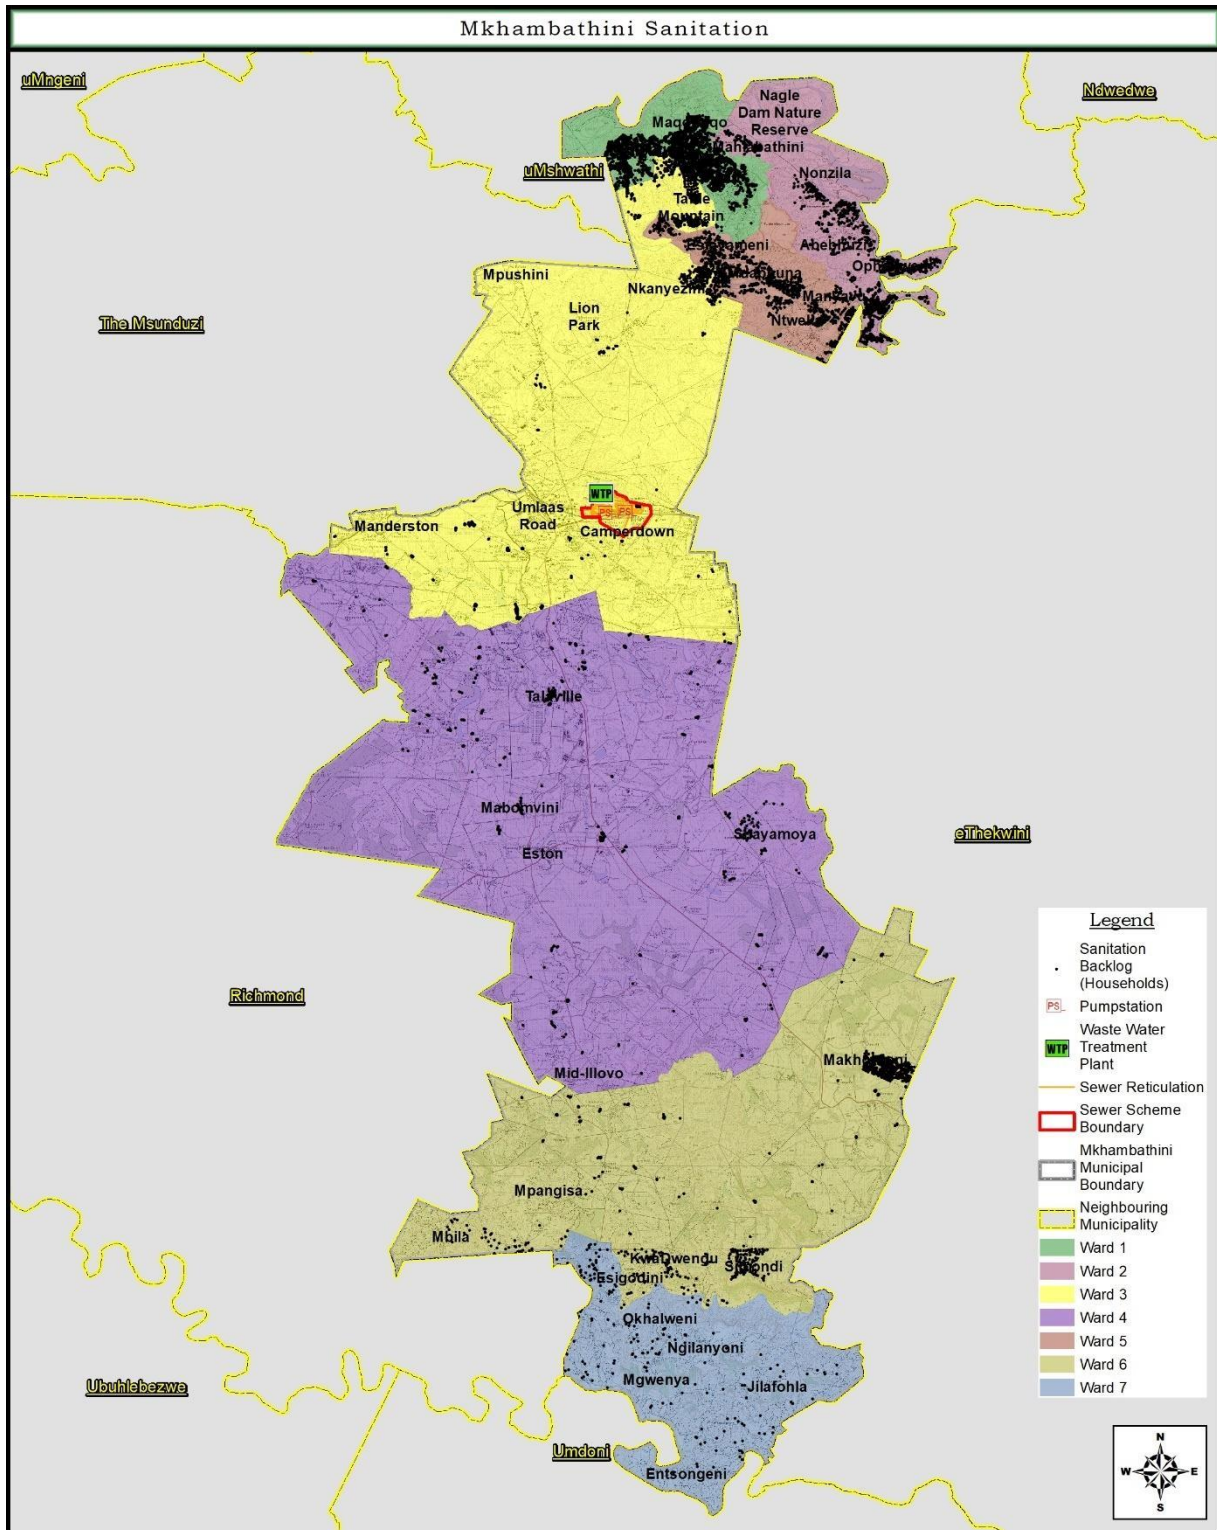 Mkhambathini Sanitation
uMngeni
Ndwedwe
Nagle
Dam Nature
Reserve
uMshwathi
Nonzila
Mountain
Mpushini
Lion
Park
The Msunduzi
WTP
PS
PS
Umlaas
Road
Manderston
Camperdown
Mabomvini
eThekwini
Eston
Richmond
Mid-Illovo
Mpangisa
Esigodini
Okhalweni
Ngilanyoni
Mgwenya
Jilafohla
Ubuhlebezwe
Umdoni
Entsongeni
Legend
Sanitation
Backlog
(Households)
PS
Pumpstation
Waste Water
WTP
Treatment
Plant
Sewer Reticulation
Sewer Scheme
Boundary
Mkhambathini
Municipal
Boundary
Neighbouring
Municipality
Ward 1
Ward 2
Ward 3
Ward 4
Ward 5
Ward 6
Ward 7
N
W
E
S